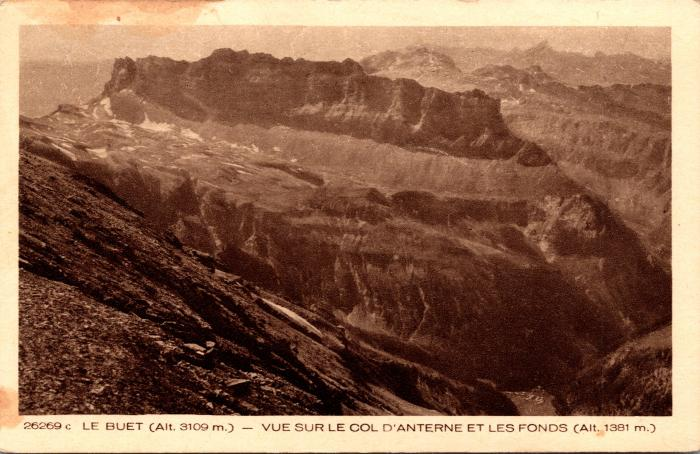 26269 c LE BUET (Alt. 3109 m.) — VUE SUR LE COL D'ANTERNE ET LES FONDS (Alt. 1381 m.)